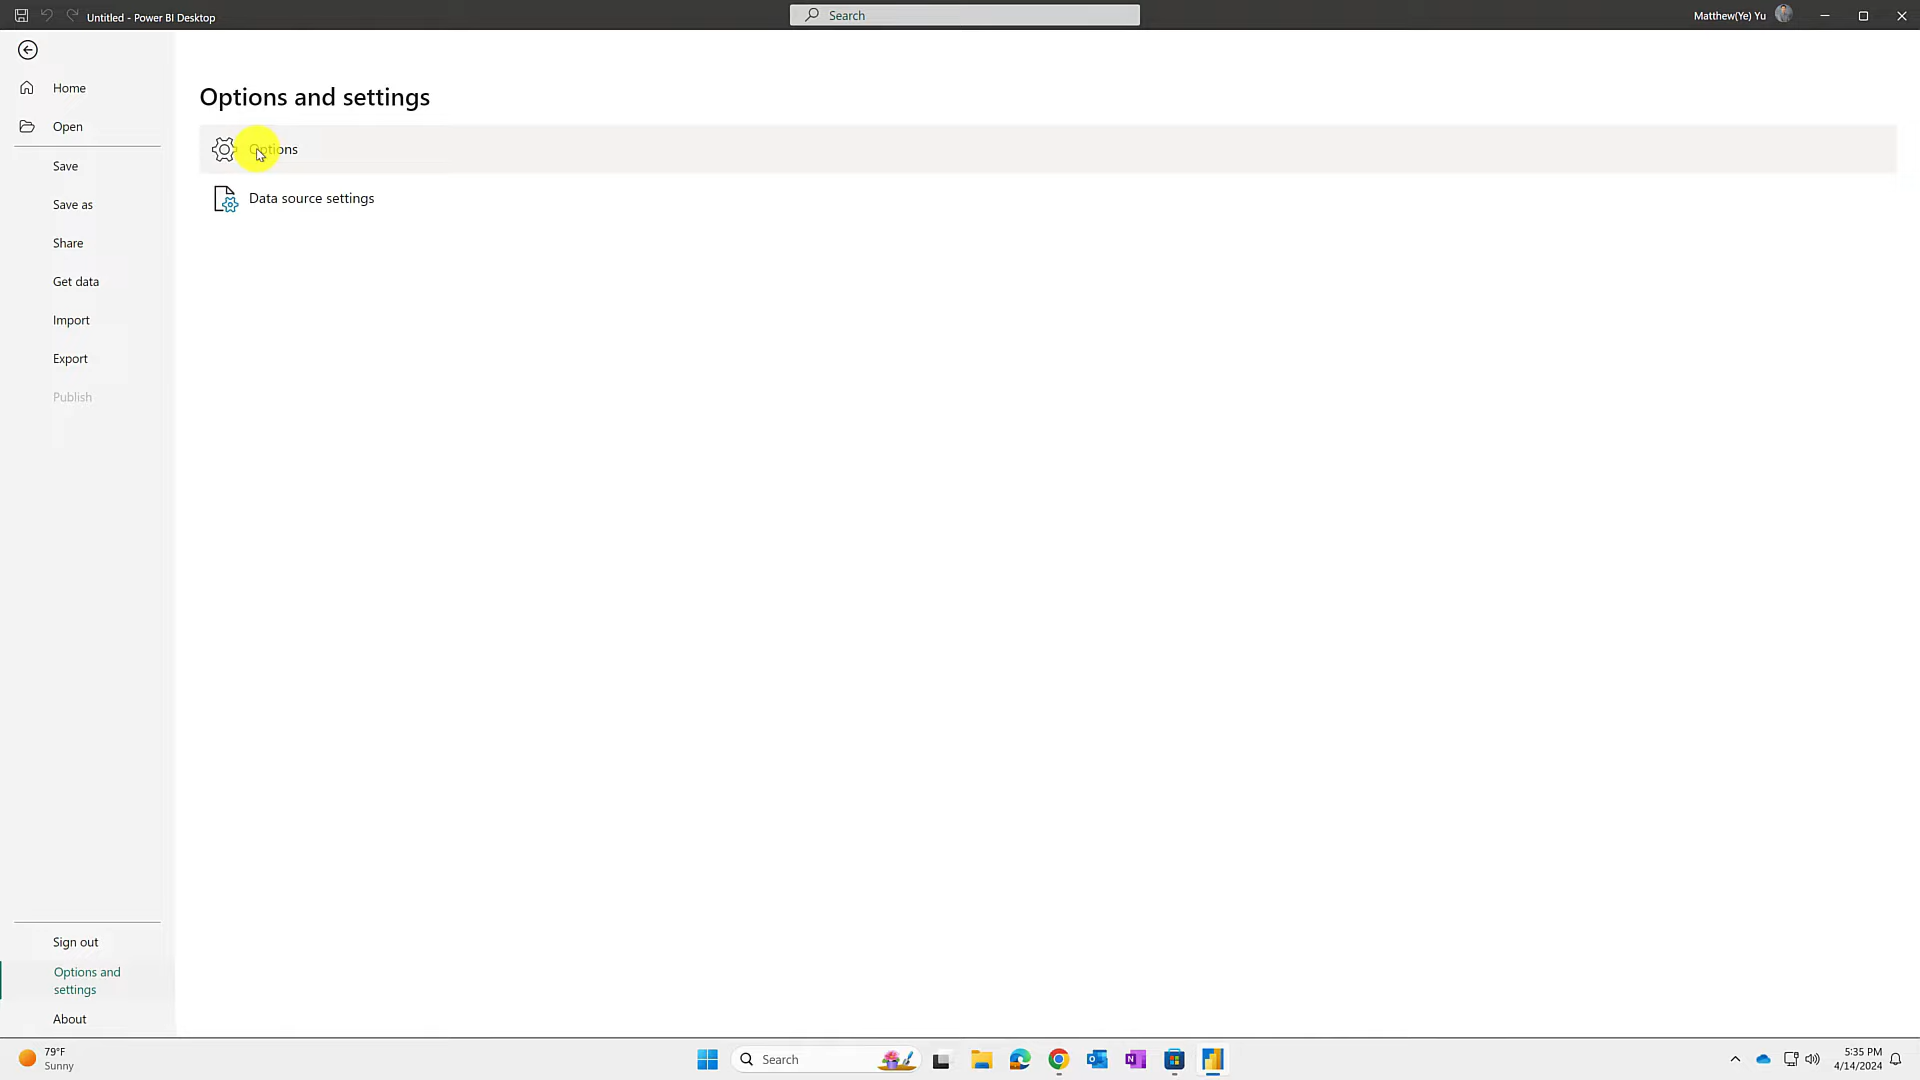 Untitled - Power BI Desktop
Search
Matthew(Ye) Yu
Home
Open
Save
Save as
Share
Get data
Import
Export
Publish
Options and settings
Options
Data source settings
Sign out
Options and
settings
About
79°F
Sunny
Search
5:35 PM
4/14/2024